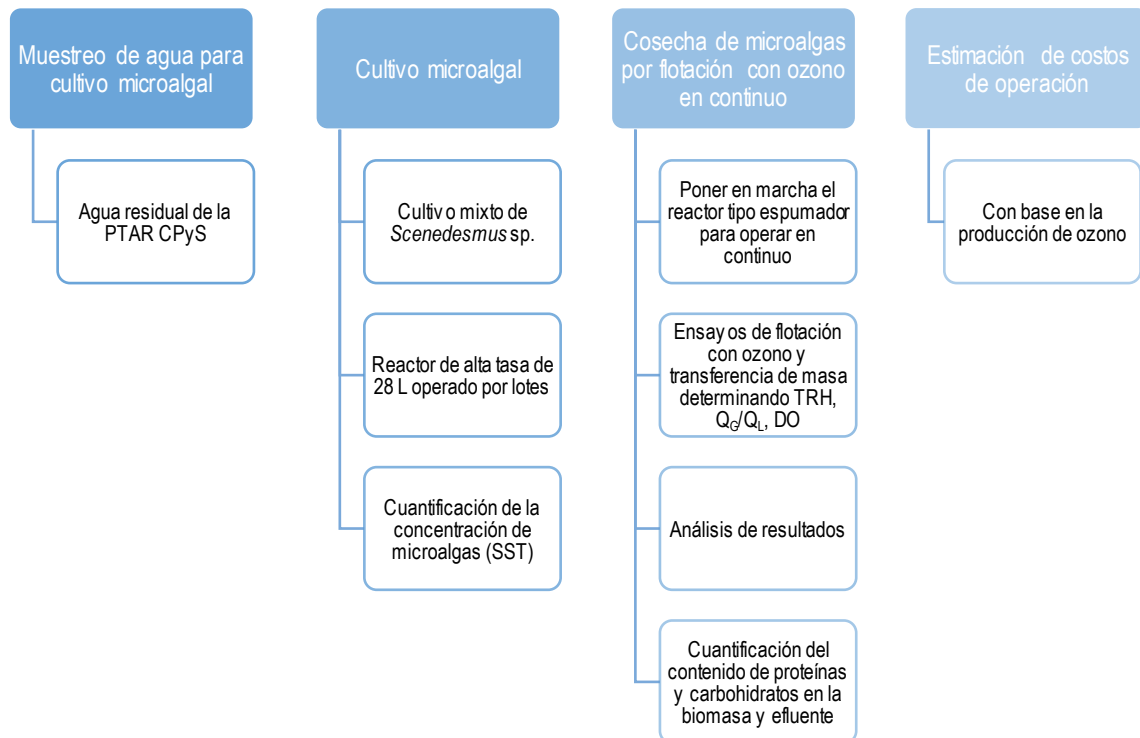 Muestreo de agua para
cultivo microalgal
Agua residual de la
PTAR CPyS
Cultivo microalgal
Cultivo mixto de
Scenedesmus sp.
Reactor de alta tasa de
28 L operado por lotes
Cuantificación de la
concentración de
microalgas (SST)
Cosecha de microalgas
por flotación con ozono
en continuo
Poner en marcha el
reactor tipo espumador
para operar en
continuo
Ensayos de flotación
con ozono y
transferencia de masa
determinando TRH,
QG/QL, DO
Análisis de resultados
Cuantificación del
contenido de proteínas
y carbohidratos en la
biomasa y efluente
Estimación de costos
de operación
Con base en la
producción de ozono